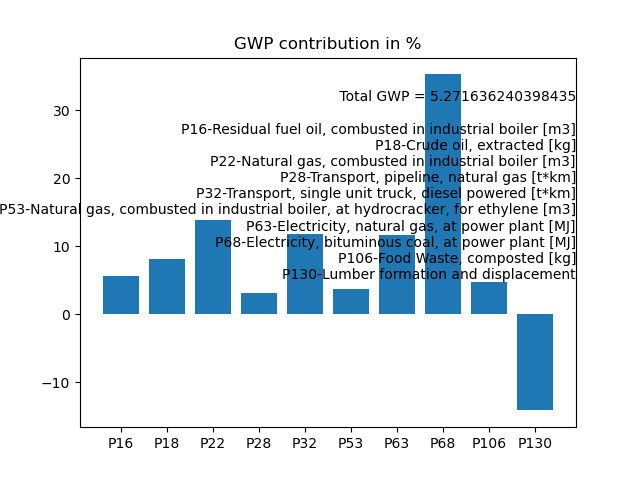 GWP contribution in %
Total GWP = 5.271636240398435
P16-Residual fuel oil, combusted in industrial boiler [m3]
P18-Crude oil, extracted [kg]
P22-Natural gas, combusted in industrial boiler [m3]
P28-Transport, pipeline, natural gas [t*km]
P32-Transport, single unit truck, diesel powered [t*km]
P53-Natural gas, combusted in industrial boiler, at hydrocracker, for ethylene [m3]
P63-Electricity, natural gas, at power plant [MJ]
P68-Electricity, bituminous coal, at power plant [MJ]
P106-Food Waste, composted [kg]
P130-Lumber formation and displacement
30
20
10
0
−10
P16 P18 P22 P28 P32 P53 P63 P68 P106 P130